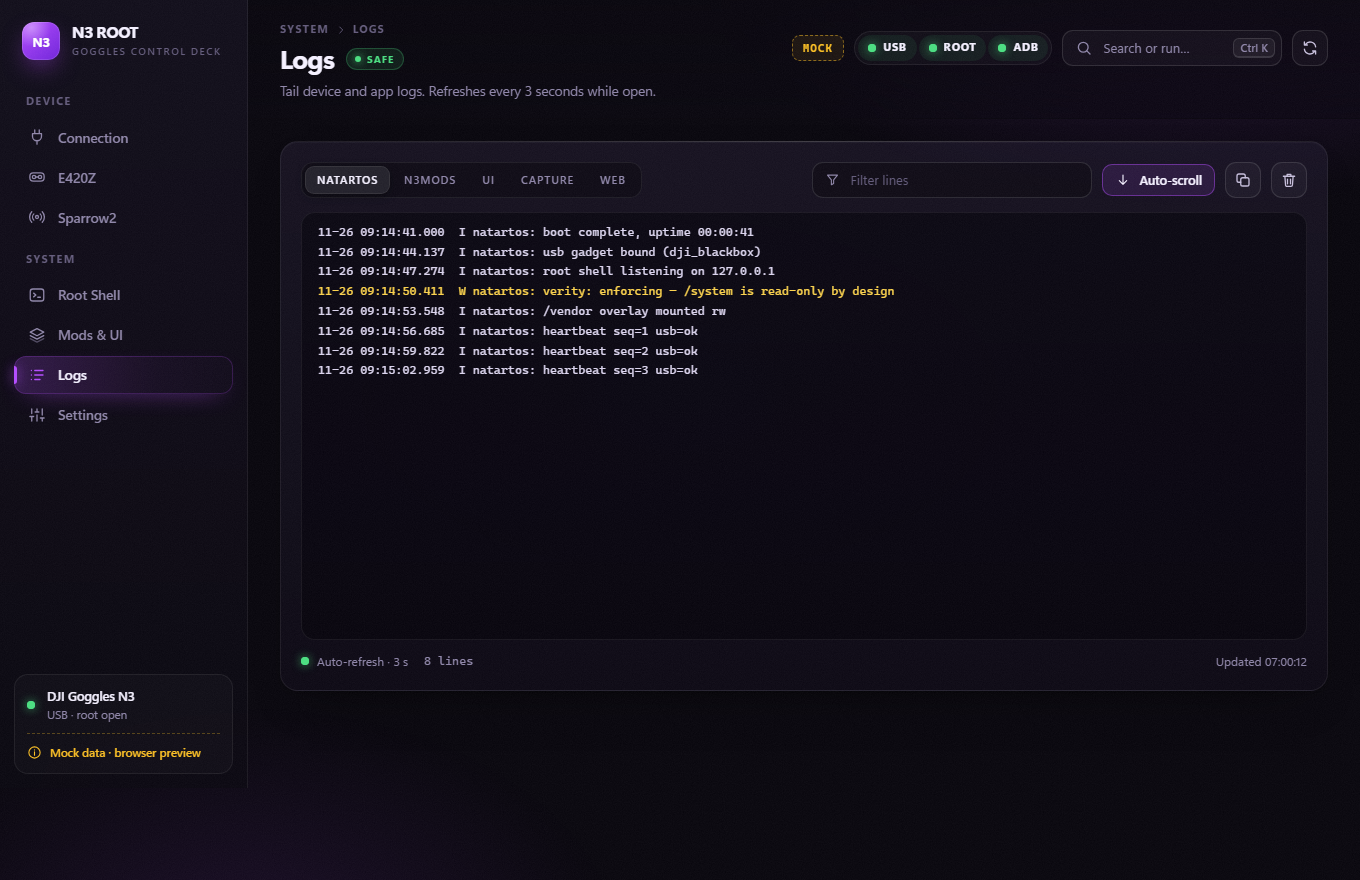 N3
N3 ROOT
GOGGLES CONTROL DECK
DEVICE
Connection
E420Z
Sparrow2
SYSTEM
Root Shell
Mods & UI
Logs
Settings
DJI Goggles N3
USB · root open
Mock data · browser preview
SYSTEM > LOGS
Logs
SAFE
Tail device and app logs. Refreshes every 3 seconds while open.
MOCK
USB
ROOT
ADB
Search or run...
Ctrl K
NATARTOS N3MODS UI CAPTURE WEB
Filter lines
Auto-scroll
11-26 09:14:41.000 I natartos: boot complete, uptime 00:00:41
11-26 09:14:44.137 I natartos: usb gadget bound (dji_blackbox)
11-26 09:14:47.274 I natartos: root shell listening on 127.0.0.1
11-26 09:14:50.411 W natartos: verity: enforcing — /system is read-only by design
11-26 09:14:53.548 I natartos: /vendor overlay mounted rw
11-26 09:14:56.685 I natartos: heartbeat seq=1 usb=ok
11-26 09:14:59.822 I natartos: heartbeat seq=2 usb=ok
11-26 09:15:02.959 I natartos: heartbeat seq=3 usb=ok
Auto-refresh · 3 s 8 lines
Updated 07:00:12